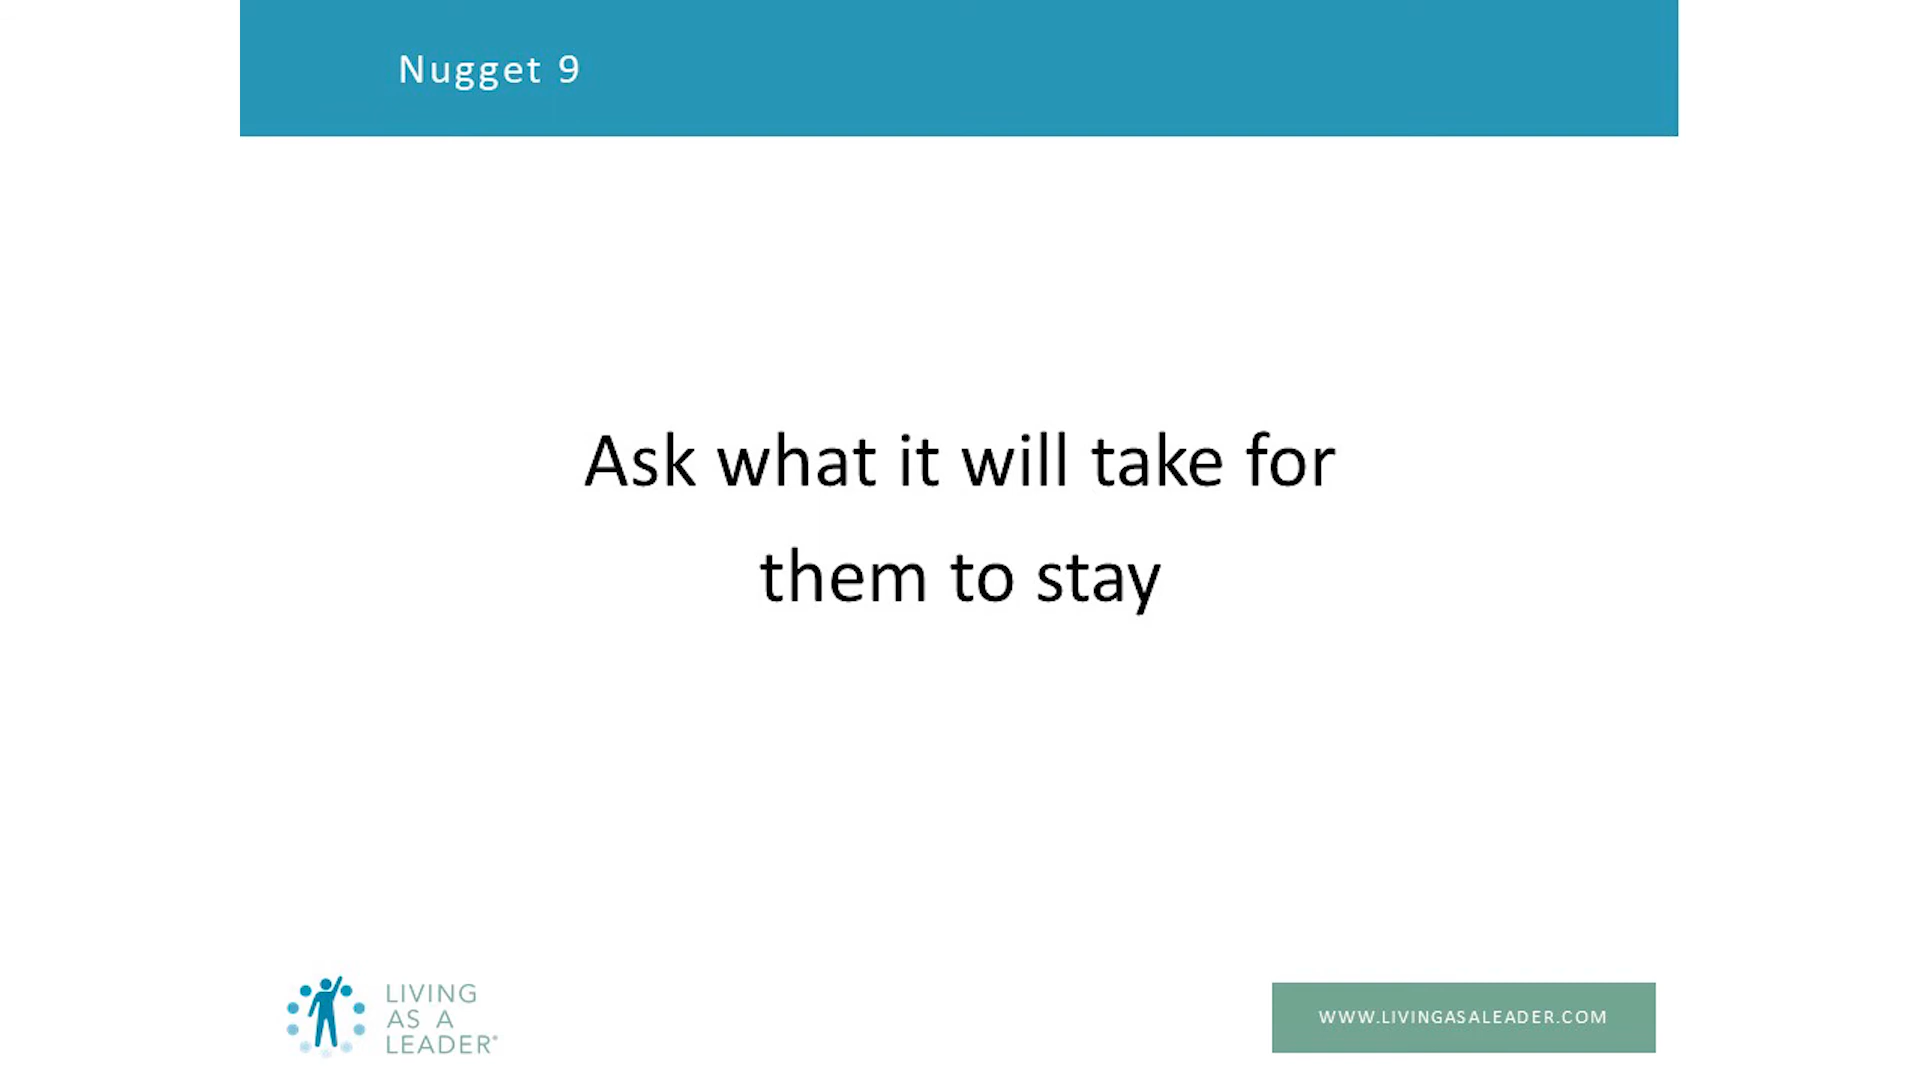 Nugget 9
Ask what it will take for
them to stay
LIVING
AS A
LEADER®
WWW.LIVINGASALEADER.COM